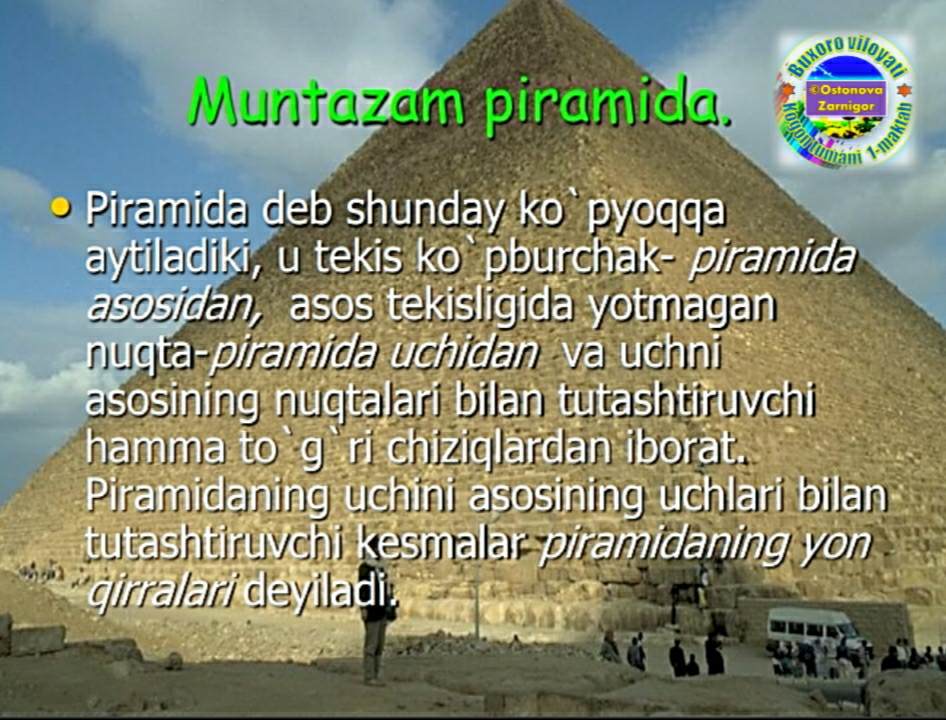 Muntazam piramida.
Buxoro viloyati
©Ostonova
Zarnigor
Kogon tumani 1-maktab
• Piramida deb shunday ko`pyoqqa
aytiladiki, u tekis ko`pburchak- piramida
asosidan, asos tekisligida yotmagan
nuqta-piramida uchidan va uchni
asosining nuqtalari bilan tutashtiruvchi
hamma to`g`ri chiziqlardan iborat.
Piramidaning uchini asosining uchlari bilan
tutashtiruvchi kesmalar piramidaning yon
qirralari deyiladi.